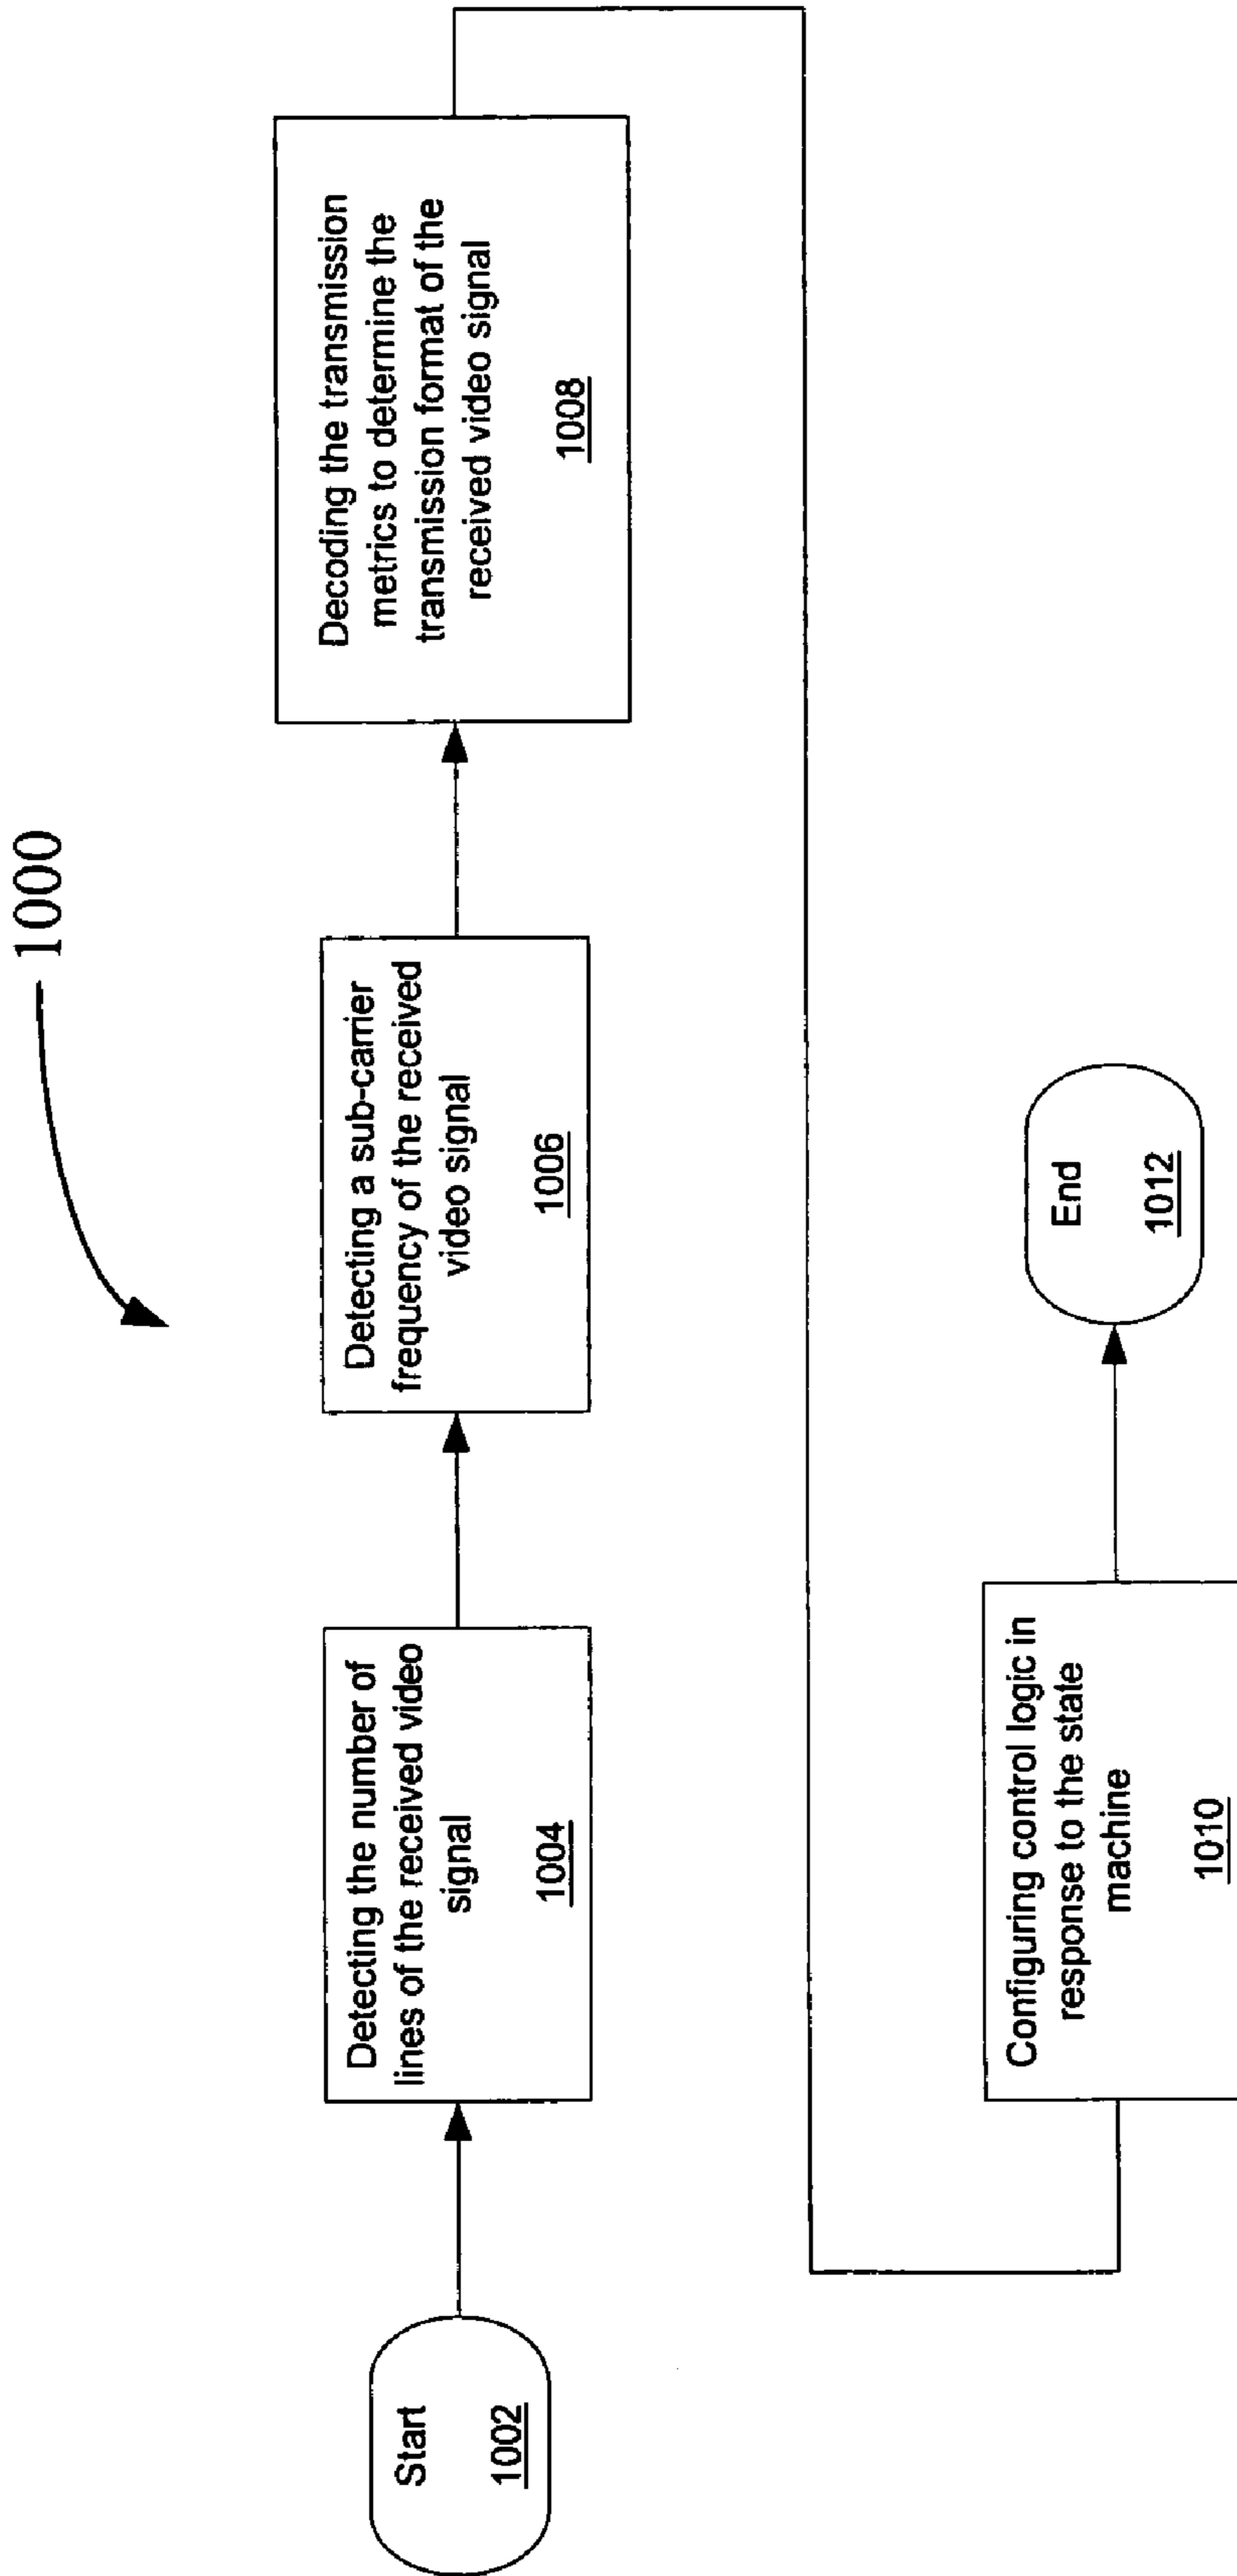 1000
Start
1002
Detecting the number of
lines of the received video
signal
1004
Detecting a sub-carrier
frequency of the received
video signal
1006
Decoding the transmission
metrics to determine the
transmission format of the
received video signal
1008
Configuring control logic in
response to the state
machine
1010
End
1012